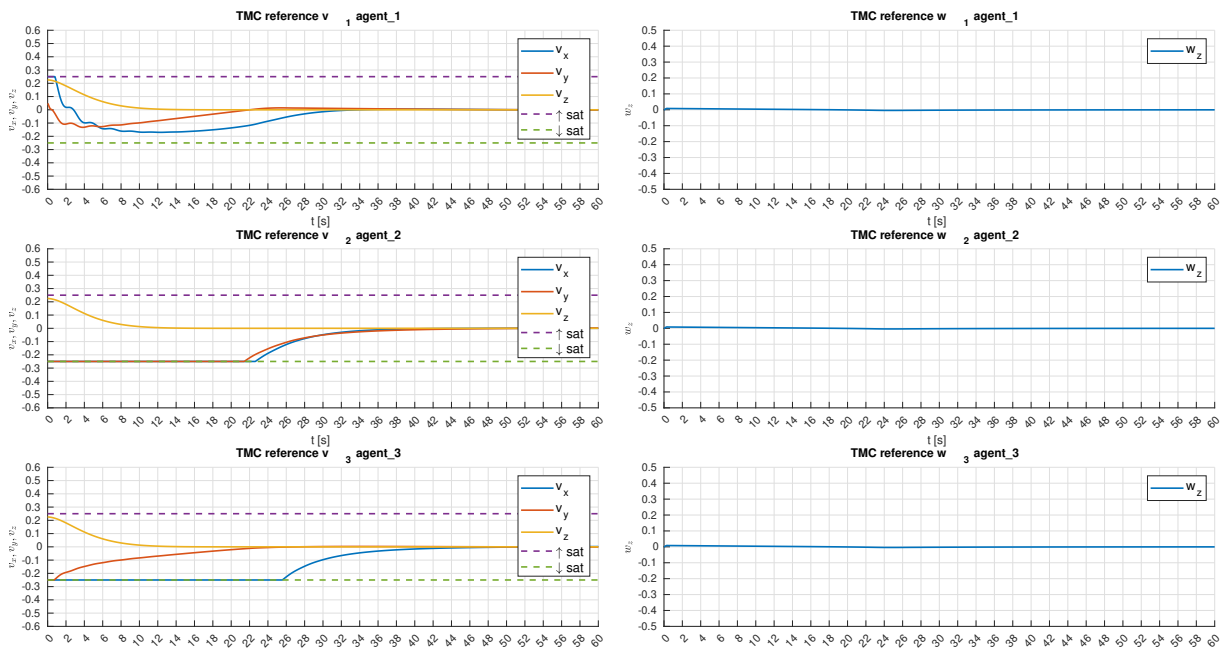 TMC reference v 1 agent_1
0.6
0.5
0.4
0.3
0.2
0.1
0
-0.1
-0.2
-0.3
-0.4
-0.5
-0.6
v_x, v_y, v_z
v_x
v_y
v_z
↑ sat
↓ sat
0 2 4 6 8 10 12 14 16 18 20 22 24 26 28 30 32 34 36 38 40 42 44 46 48 50 52 54 56 58 60
t [s]
TMC reference w 1 agent_1
0.5
0.4
0.3
0.2
0.1
0
-0.1
-0.2
-0.3
-0.4
-0.5
w_z
w_z
0 2 4 6 8 10 12 14 16 18 20 22 24 26 28 30 32 34 36 38 40 42 44 46 48 50 52 54 56 58 60
t [s]
TMC reference v 2 agent_2
0.6
0.5
0.4
0.3
0.2
0.1
0
-0.1
-0.2
-0.3
-0.4
-0.5
-0.6
v_x, v_y, v_z
v_x
v_y
v_z
↑ sat
↓ sat
0 2 4 6 8 10 12 14 16 18 20 22 24 26 28 30 32 34 36 38 40 42 44 46 48 50 52 54 56 58 60
t [s]
TMC reference w 2 agent_2
0.5
0.4
0.3
0.2
0.1
0
-0.1
-0.2
-0.3
-0.4
-0.5
w_z
w_z
0 2 4 6 8 10 12 14 16 18 20 22 24 26 28 30 32 34 36 38 40 42 44 46 48 50 52 54 56 58 60
t [s]
TMC reference v 3 agent_3
0.6
0.5
0.4
0.3
0.2
0.1
0
-0.1
-0.2
-0.3
-0.4
-0.5
-0.6
v_x, v_y, v_z
v_x
v_y
v_z
↑ sat
↓ sat
0 2 4 6 8 10 12 14 16 18 20 22 24 26 28 30 32 34 36 38 40 42 44 46 48 50 52 54 56 58 60
TMC reference w 3 agent_3
0.5
0.4
0.3
0.2
0.1
0
-0.1
-0.2
-0.3
-0.4
-0.5
w_z
w_z
0 2 4 6 8 10 12 14 16 18 20 22 24 26 28 30 32 34 36 38 40 42 44 46 48 50 52 54 56 58 60